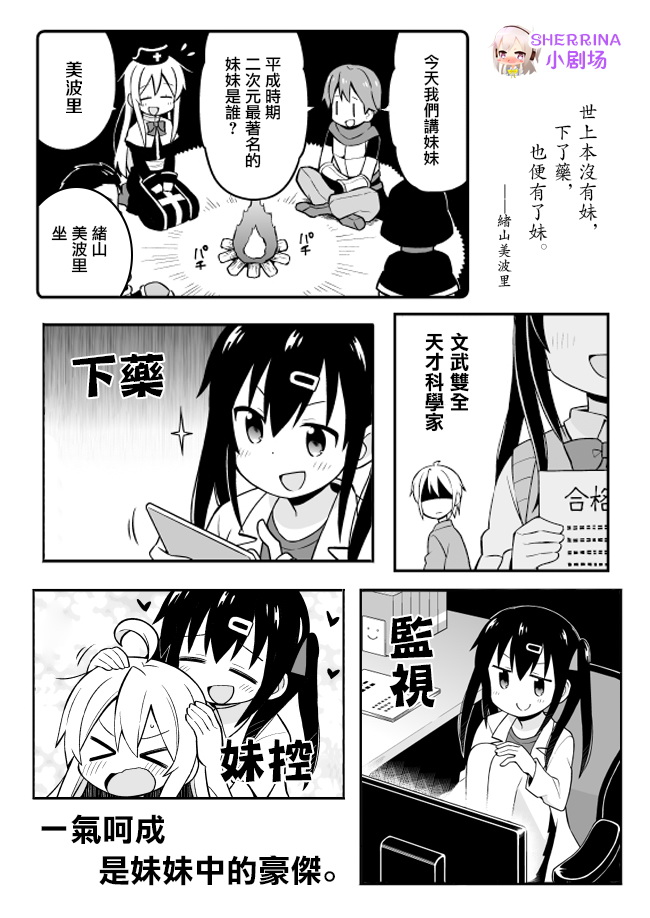 SHERRINA
小剧场
世上本沒有妹，
下了藥，
也便有了妹。
——緒山美波里
今天我們講妹妹
平成時期
二次元最著名的
妹妹是誰？
美波里
緒山
美波里
坐
パチ
パチ
文武雙全
天才科學家
合格
下藥
監視
妹控
一氣呵成
是妹妹中的豪傑。